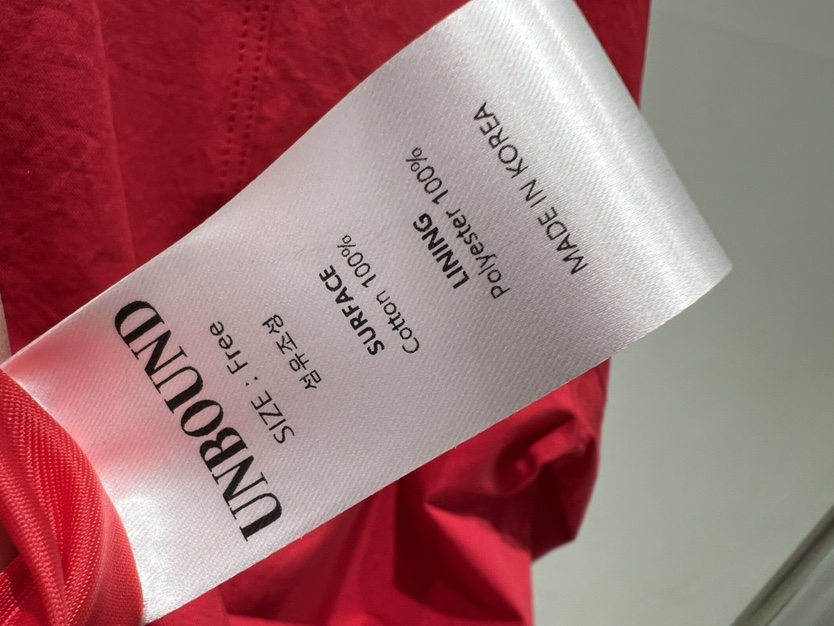 UNBOUND
SIZE : Free
섬유조성
SURFACE
Cotton 100%
LINING
Polyester 100%
MADE IN KOREA